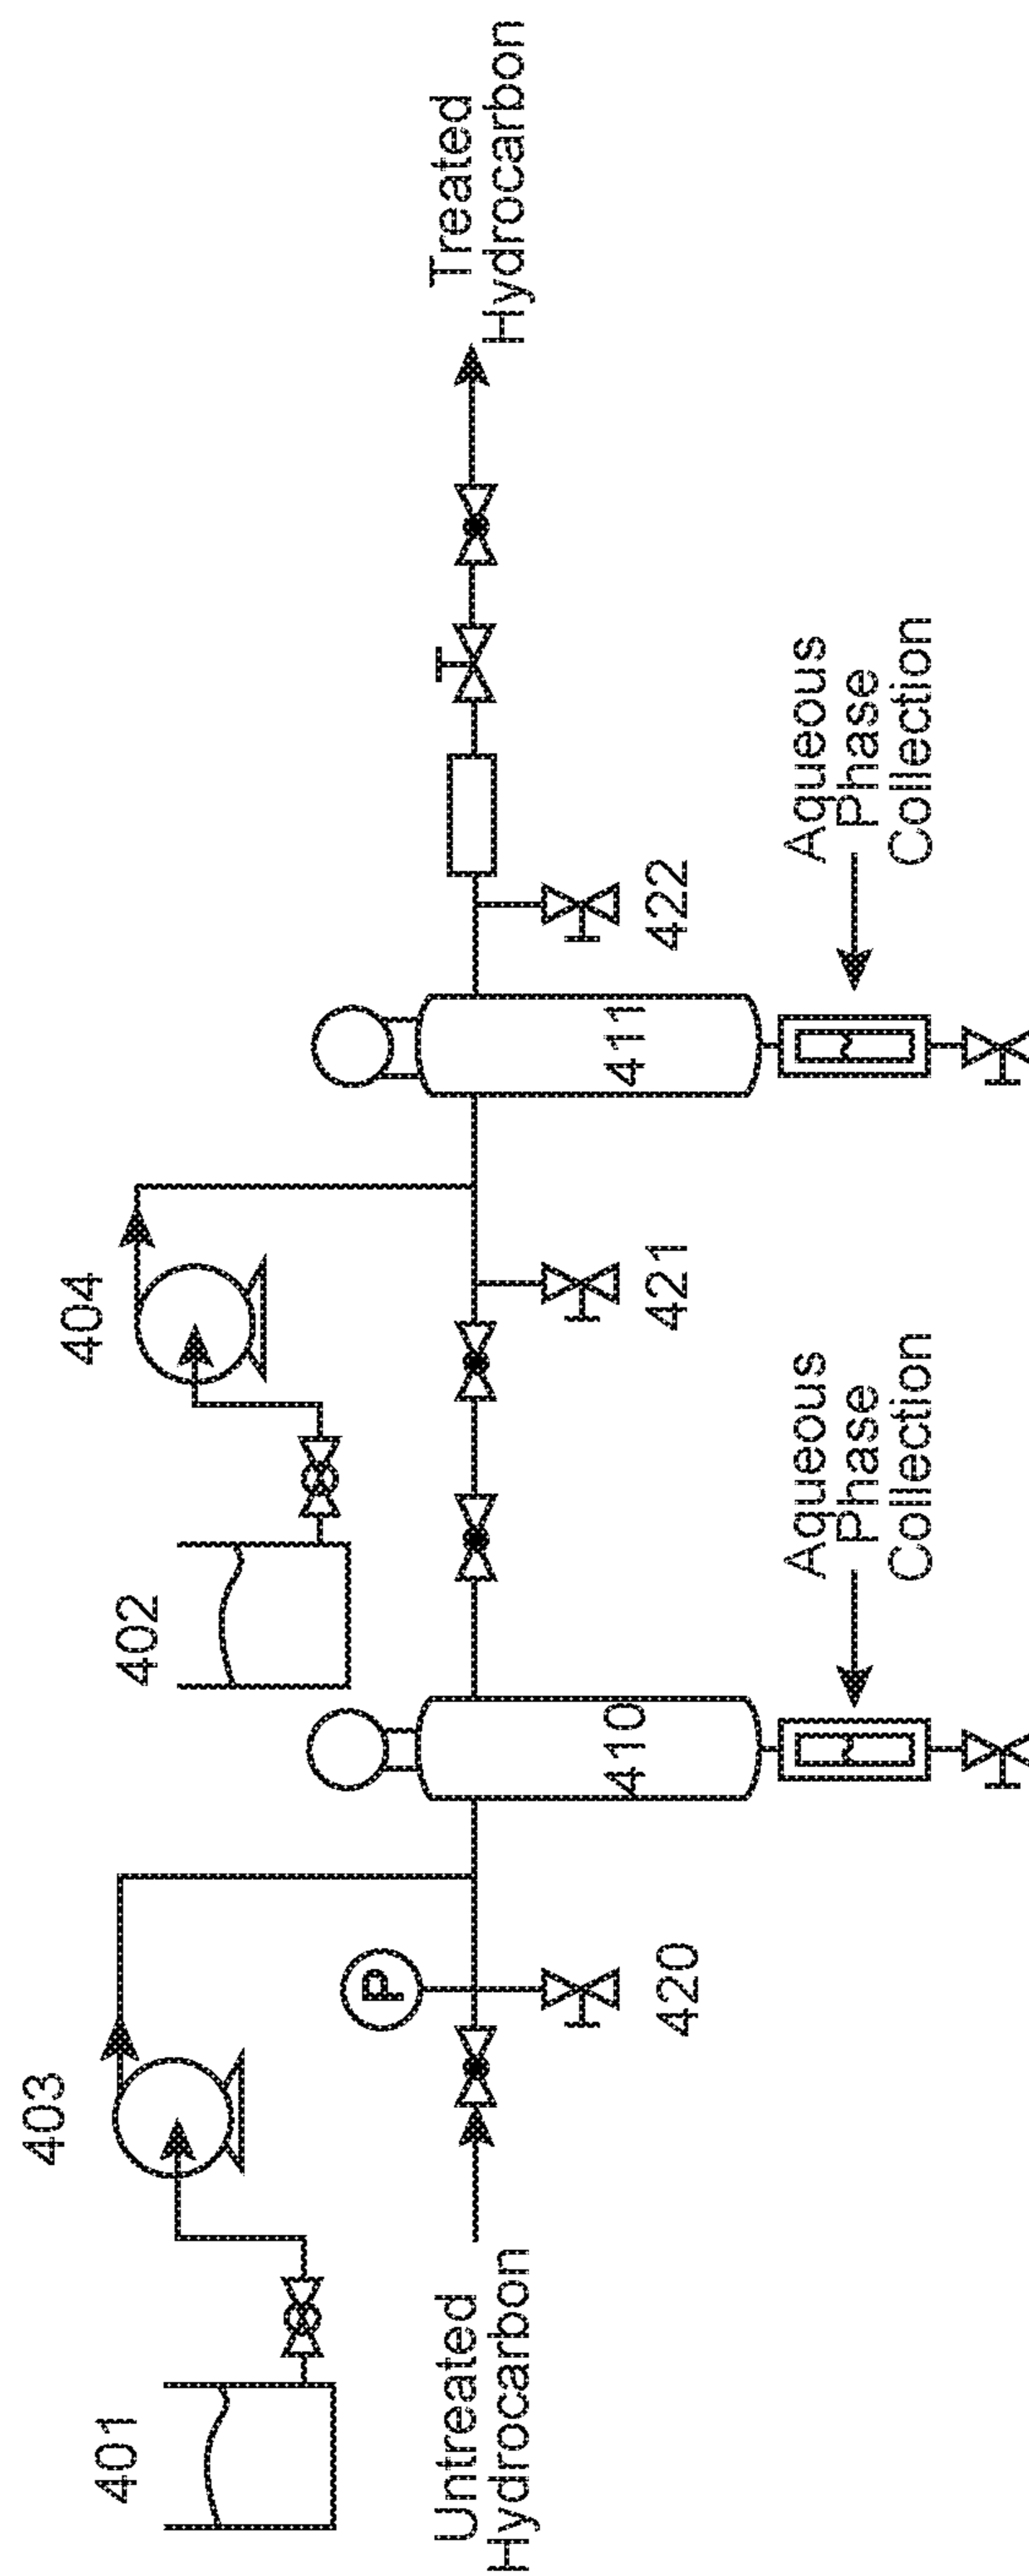 401
403
402
404
P
Untreated
Hydrocarbon
420
410
421
411
422
Treated
Hydrocarbon
Aqueous
Phase
Collection
Aqueous
Phase
Collection